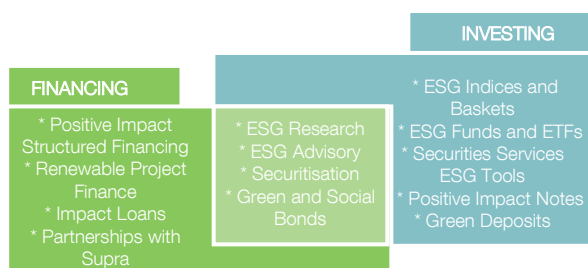 INVESTING
FINANCING
* Positive Impact
Structured Financing
* Renewable Project
Finance
* Impact Loans
* Partnerships with
Supra
* ESG Research
* ESG Advisory
* Securitisation
* Green and Social
Bonds
* ESG Indices and
Baskets
* ESG Funds and ETFs
* Securities Services
ESG Tools
* Positive Impact Notes
* Green Deposits